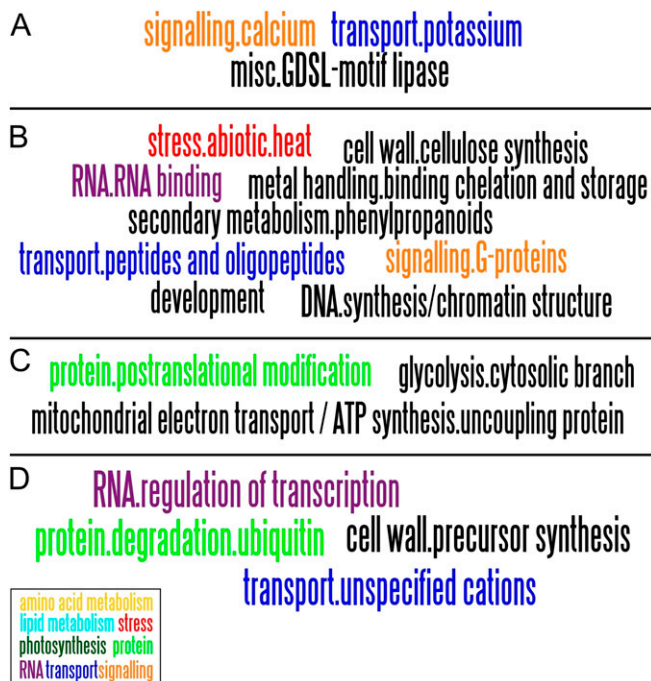 A
signalling.calcium transport.potassium
misc.GDSL-motif lipase
B
stress.abiotic.heat cell wall.cellulose synthesis
RNA.RNA binding metal handling.binding chelation and storage
secondary metabolism.phenylpropanoids
transport.peptides and oligopeptides signalling.G-proteins
development DNA.synthesis/chromatin structure
C
protein.postranslational modification glycolysis.cytosolic branch
mitochondrial electron transport / ATP synthesis.uncoupling protein
D
RNA.regulation of transcription
protein.degradation.ubiquitin cell wall.precursor synthesis
transport.unspecified cations
amino acid metabolism
lipid metabolism stress
photosynthesis protein
RNA transport signalling